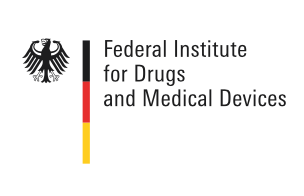 Federal Institute
for Drugs
and Medical Devices